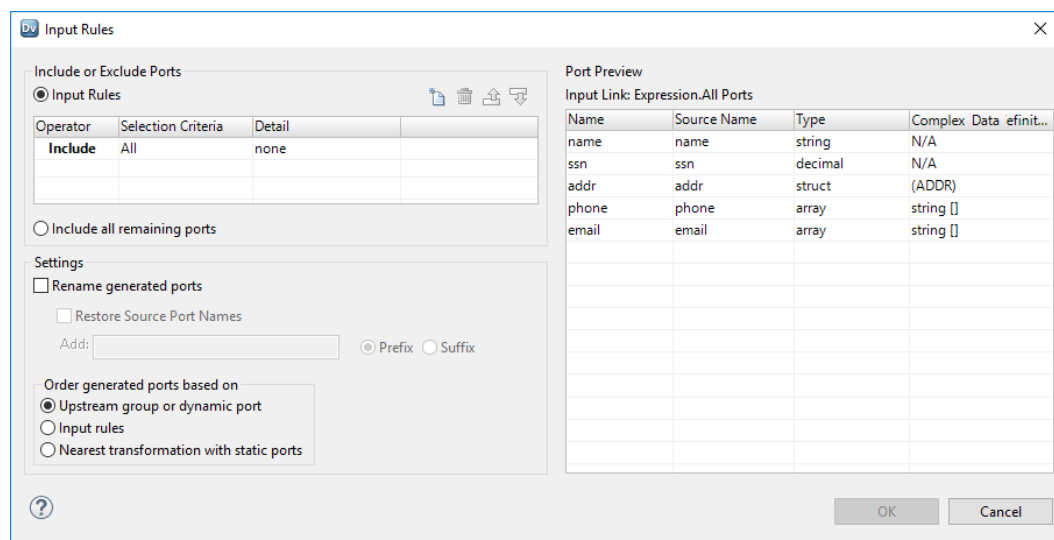 Dv Input Rules
Include or Exclude Ports
Input Rules
Operator Selection Criteria Detail
Include All none
Include all remaining ports
Settings
Rename generated ports
Restore Source Port Names
Add: Prefix Suffix
Order generated ports based on
Upstream group or dynamic port
Input rules
Nearest transformation with static ports
Port Preview
Input Link: Expression.All Ports
Name Source Name Type Complex Data efinit...
name name string N/A
ssn ssn decimal N/A
addr addr struct (ADDR)
phone phone array string []
email email array string []
?
OK Cancel